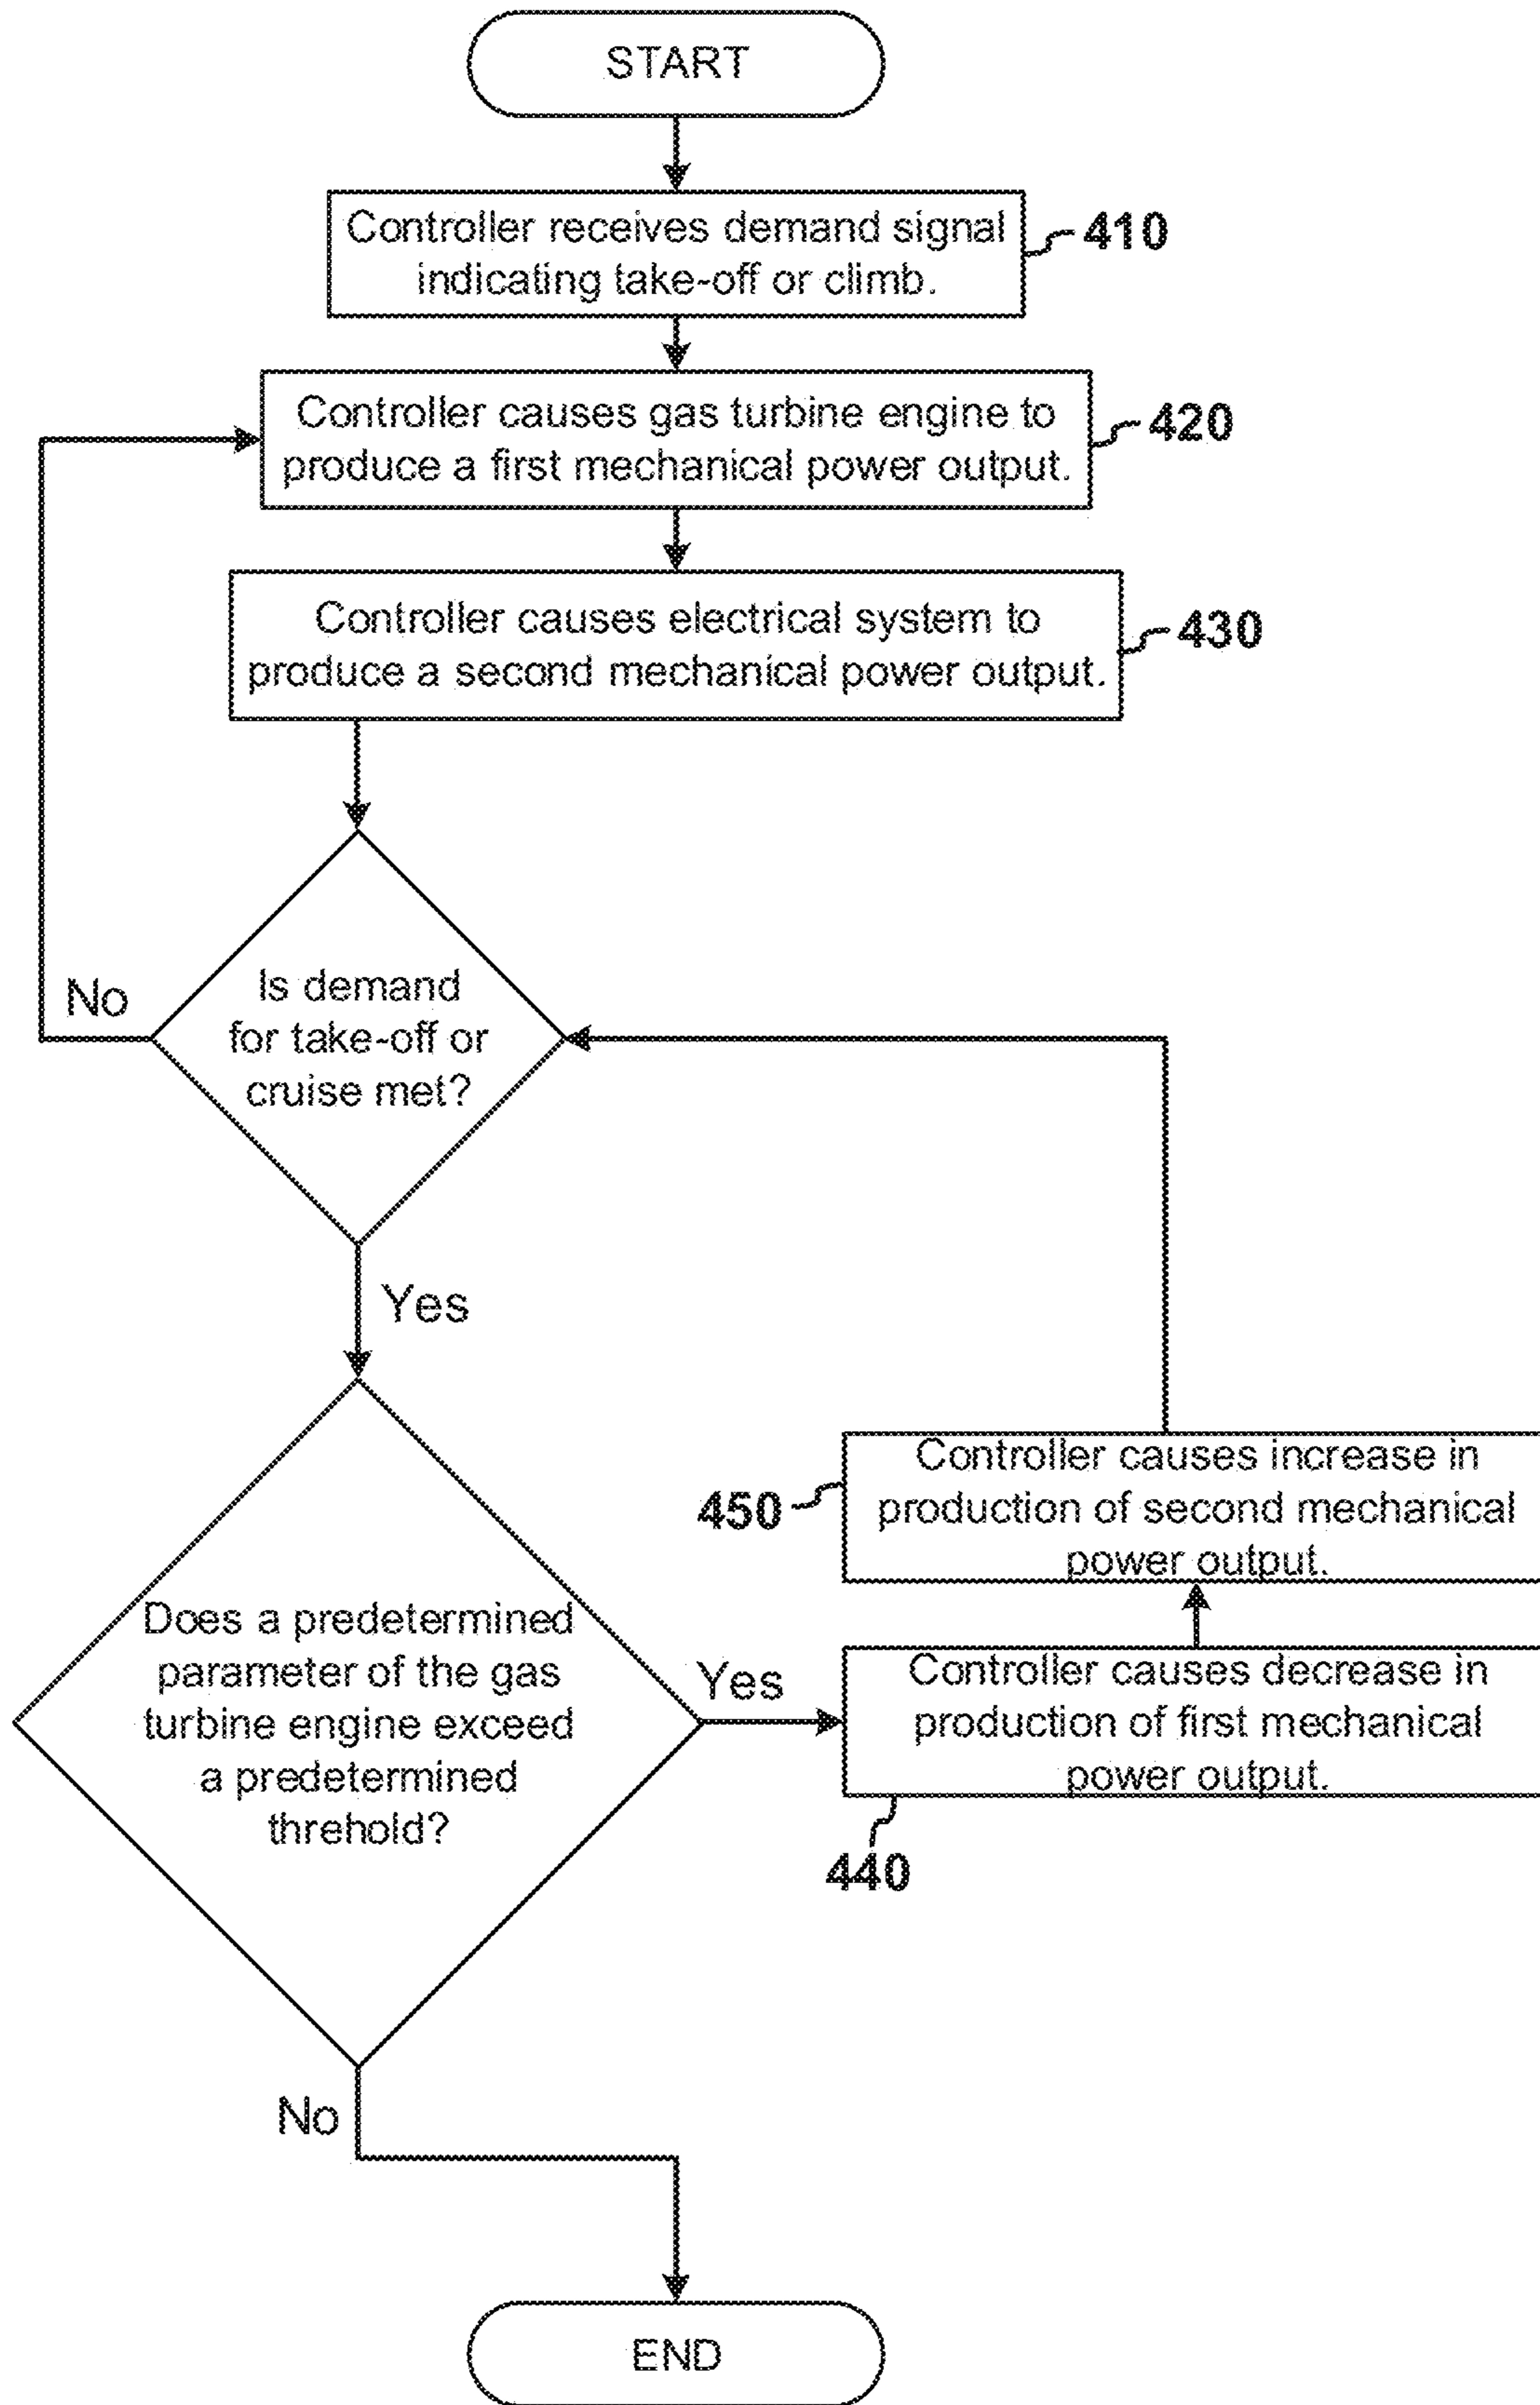 START
Controller receives demand signal
indicating take-off or climb.
410
Controller causes gas turbine engine to
produce a first mechanical power output.
420
Controller causes electrical system to
produce a second mechanical power output.
430
Is demand
for take-off or
cruise met?
No
Yes
Does a predetermined
parameter of the gas
turbine engine exceed
a predetermined
threhold?
Yes
Controller causes increase in
production of second mechanical
power output.
450
Controller causes decrease in
production of first mechanical
power output.
440
No
END